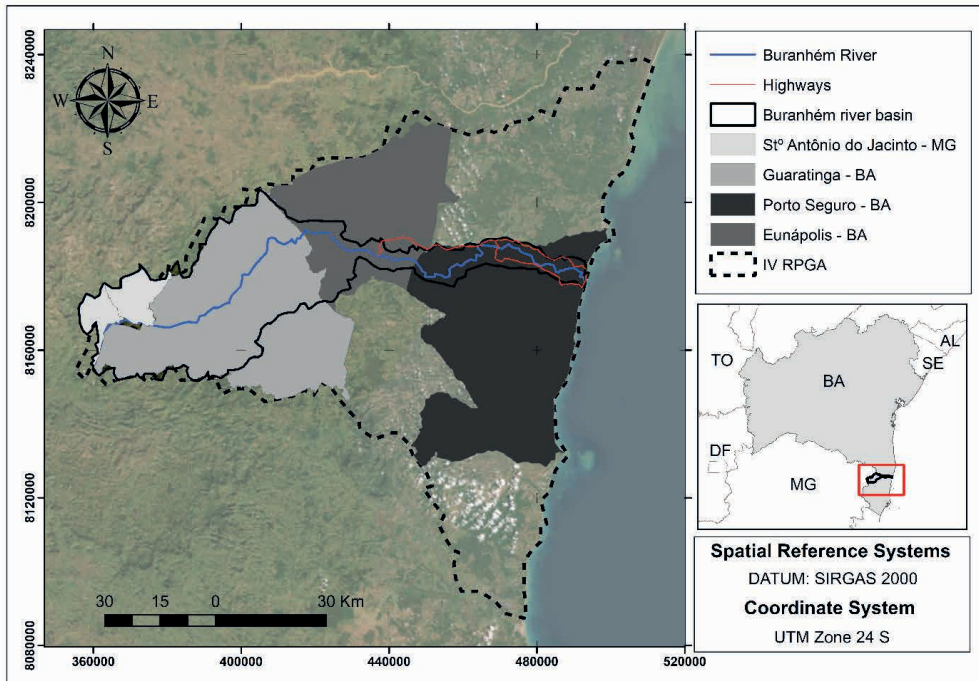 8240000
8200000
8160000
8120000
8080000
N
W
E
S
30 15 0 30 Km
360000 400000 440000 480000 520000
Buranhém River
Highways
Buranhém river basin
Stº Antônio do Jacinto - MG
Guaratinga - BA
Porto Seguro - BA
Eunápolis - BA
IV RPGA
AL
SE
TO
BA
DF
MG
Spatial Reference Systems
DATUM: SIRGAS 2000
Coordinate System
UTM Zone 24 S